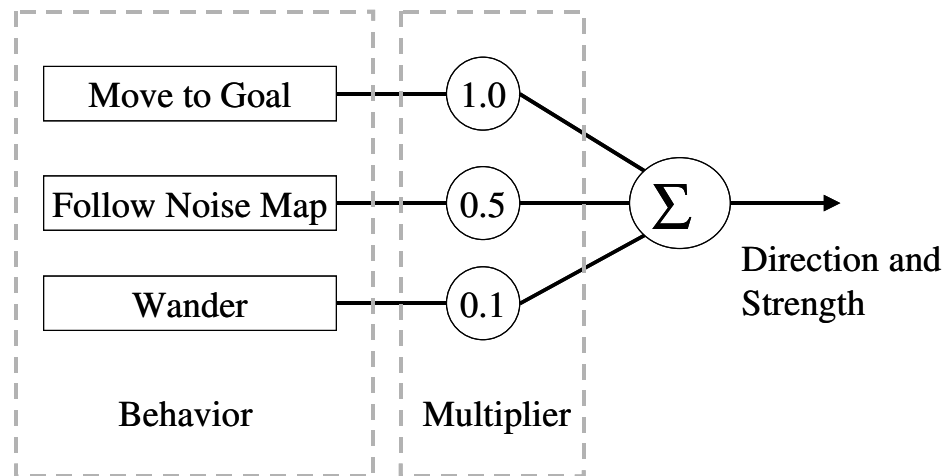 Move to Goal
1.0
Follow Noise Map
0.5
Σ
Wander
0.1
Direction and
Strength
Behavior
Multiplier